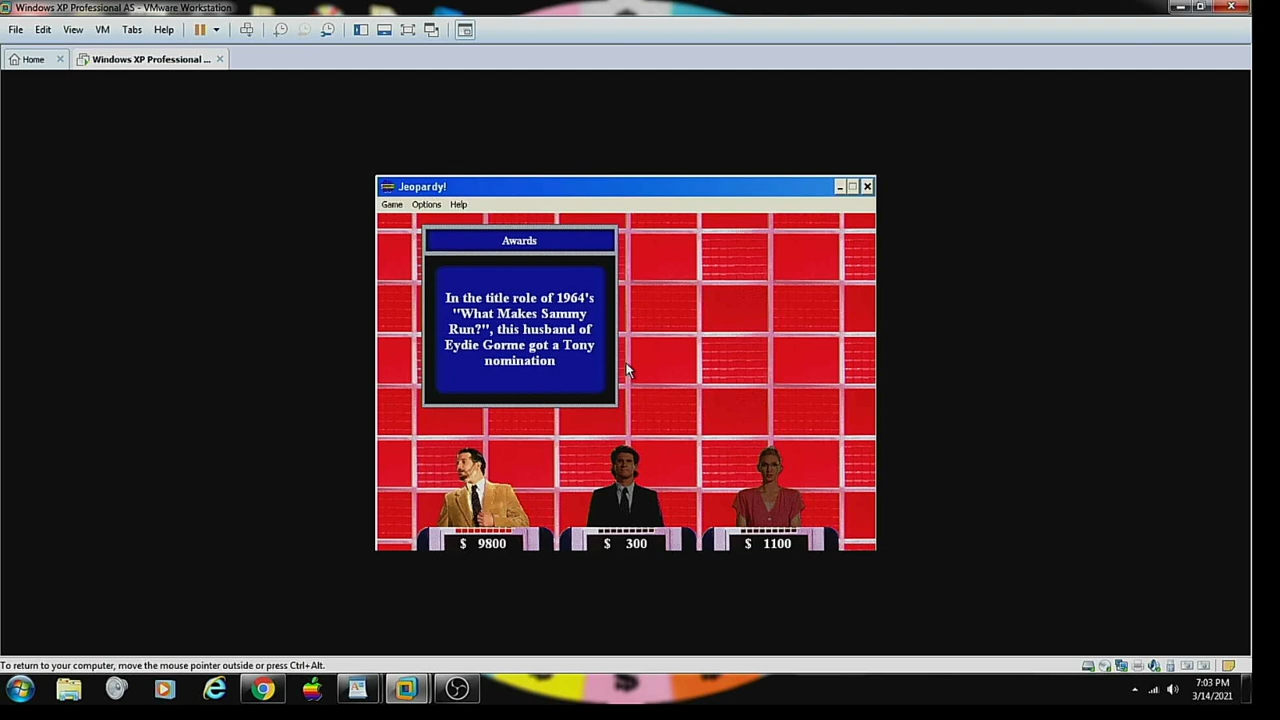 Windows XP Professional AS - VMware Workstation
File Edit View VM Tabs Help
Home
Windows XP Professional ...
Jeopardy!
Game Options Help
Awards
In the title role of 1964's
"What Makes Sammy
Run?", this husband of
Eydie Gorme got a Tony
nomination
$ 9800
$ 300
$ 1100
To return to your computer, move the mouse pointer outside or press Ctrl+Alt.
7:03 PM
3/14/2021